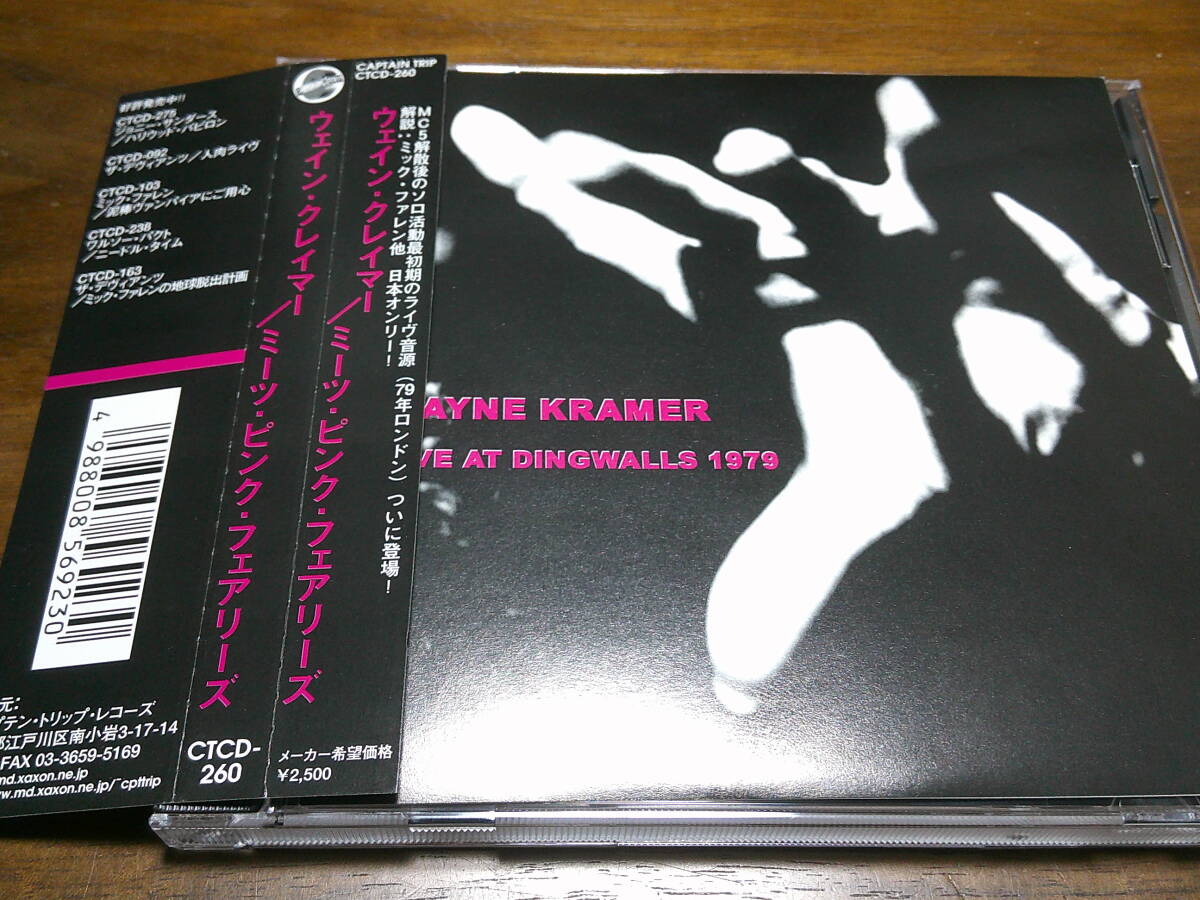 好評発売中!!
CTCD-275
ジョニー・サンダース
／ハリウッド・バビロン
CTCD-092
ザ・デヴィアンツ／人肉ライヴ
CTCD-103
ミック・ファレン
／泥棒ヴァンパイアにご用心
CTCD-238
ワルソー・パクト
／ニードル・タイム
CTCD-163
ザ・デヴィアンツ
／ミック・ファレンの地球脱出計画
4 988008 569230
元:
プテン・トリップ・レコーズ
都江戸川区南小岩3-17-14
FAX 03-3659-5169
md.xaxon.ne.jp
www.md.xaxon.ne.jp/~cpttrip
ウェイン・クレイマー／ミーツ・ピンク・フェアリーズ
CTCD-
260
CAPTAIN TRIP
CTCD-260
MC5解散後のソロ活動最初期のライヴ音源（79年ロンドン）ついに登場！
解説：ミック・ファレン他 日本オンリー！
ウェイン・クレイマー／ミーツ・ピンク・フェアリーズ
メーカー希望価格
¥2,500
AYNE KRAMER
VE AT DINGWALLS 1979